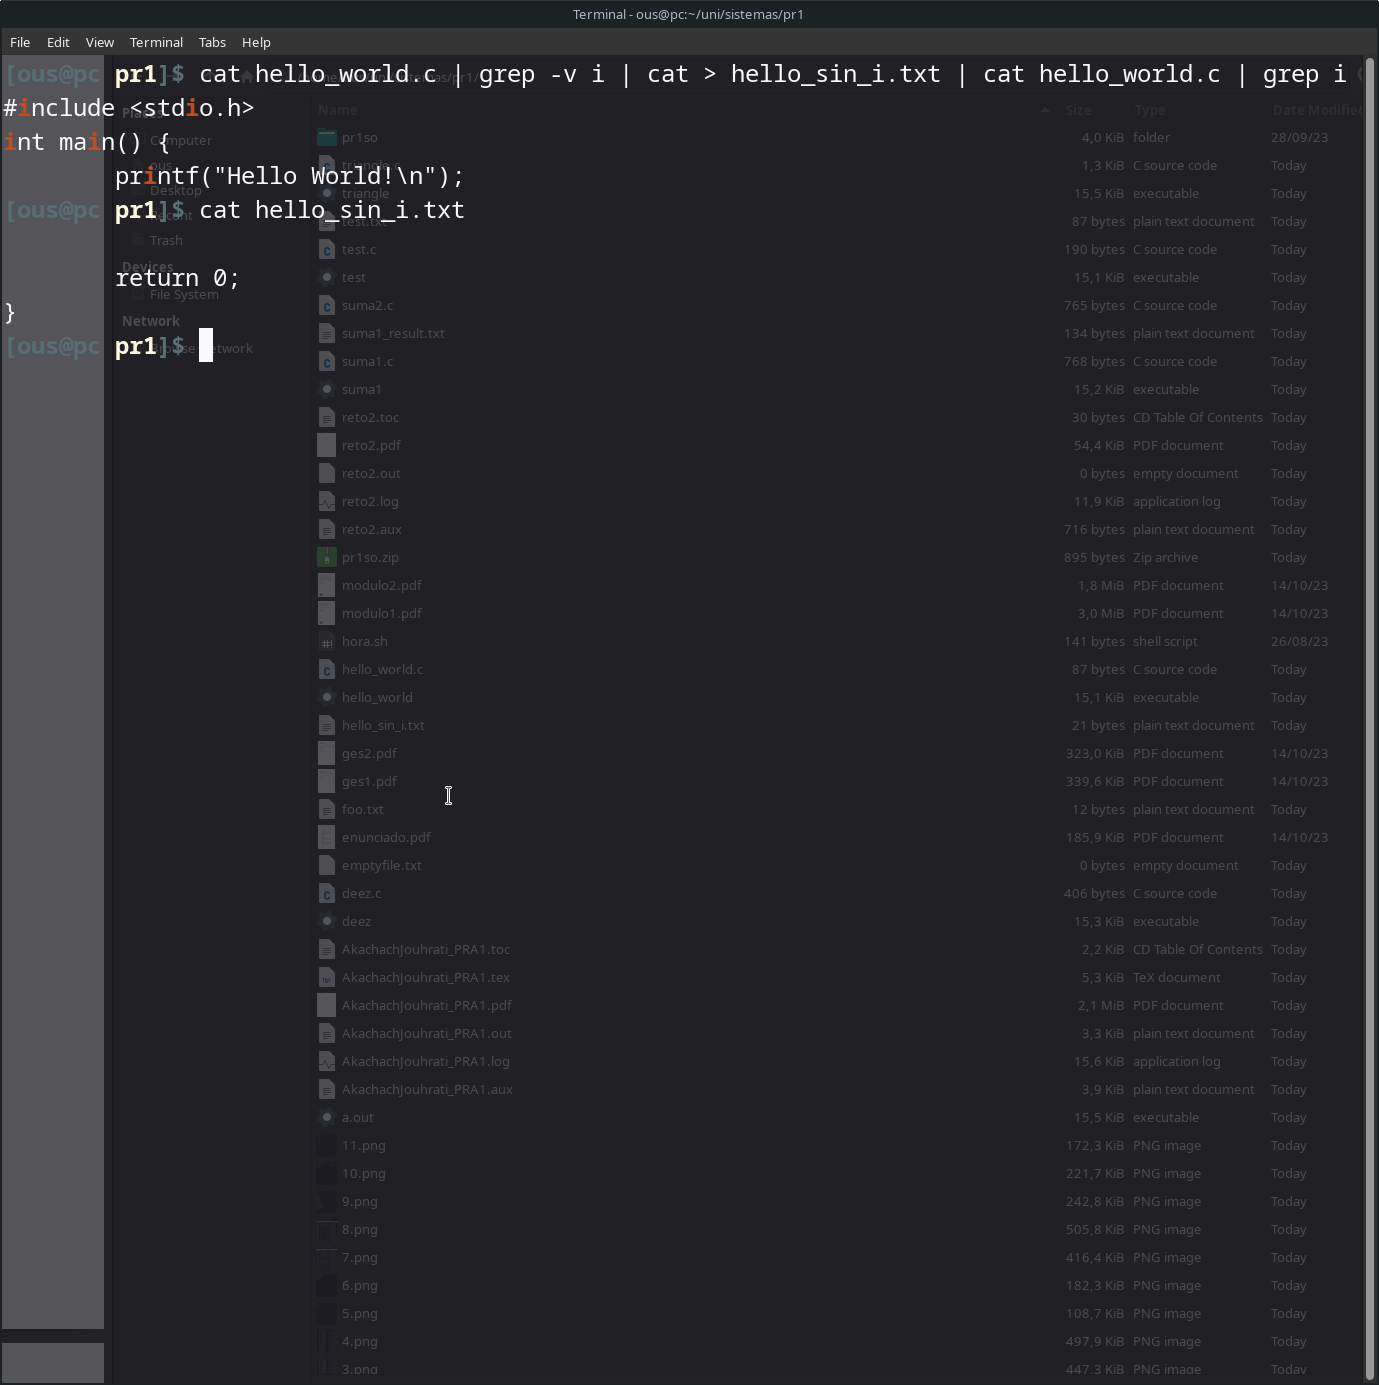 Terminal - ous@pc:~/uni/sistemas/pr1
File Edit View Terminal Tabs Help
[ous@pc pr1]$ cat hello_world.c | grep -v i | cat > hello_sin_i.txt | cat hello_world.c | grep i
#include <stdio.h>
int main() {
printf("Hello World!\n");
[ous@pc pr1]$ cat hello_sin_i.txt
return 0;
}
[ous@pc pr1]$
Places
Computer
ous
Desktop
Recent
Trash
Devices
File System
Network
Browse Network
Name Size Type Date Modified
pr1so 4,0 KiB folder 28/09/23
triangle.c 1,3 KiB C source code Today
triangle 15,5 KiB executable Today
test.txt 87 bytes plain text document Today
test.c 190 bytes C source code Today
test 15,1 KiB executable Today
suma2.c 765 bytes C source code Today
suma1_result.txt 134 bytes plain text document Today
suma1.c 768 bytes C source code Today
suma1 15,2 KiB executable Today
reto2.toc 30 bytes CD Table Of Contents Today
reto2.pdf 54,4 KiB PDF document Today
reto2.out 0 bytes empty document Today
reto2.log 11,9 KiB application log Today
reto2.aux 716 bytes plain text document Today
pr1so.zip 895 bytes Zip archive Today
modulo2.pdf 1,8 MiB PDF document 14/10/23
modulo1.pdf 3,0 MiB PDF document 14/10/23
hora.sh 141 bytes shell script 26/08/23
hello_world.c 87 bytes C source code Today
hello_world 15,1 KiB executable Today
hello_sin_i.txt 21 bytes plain text document Today
ges2.pdf 323,0 KiB PDF document 14/10/23
ges1.pdf 339,6 KiB PDF document 14/10/23
foo.txt 12 bytes plain text document Today
enunciado.pdf 185,9 KiB PDF document 14/10/23
emptyfile.txt 0 bytes empty document Today
deez.c 406 bytes C source code Today
deez 15,3 KiB executable Today
AkachachJouhrati_PRA1.toc 2,2 KiB CD Table Of Contents Today
AkachachJouhrati_PRA1.tex 5,3 KiB TeX document Today
AkachachJouhrati_PRA1.pdf 2,1 MiB PDF document Today
AkachachJouhrati_PRA1.out 3,3 KiB plain text document Today
AkachachJouhrati_PRA1.log 15,6 KiB application log Today
AkachachJouhrati_PRA1.aux 3,9 KiB plain text document Today
a.out 15,5 KiB executable Today
11.png 172,3 KiB PNG image Today
10.png 221,7 KiB PNG image Today
9.png 242,8 KiB PNG image Today
8.png 505,8 KiB PNG image Today
7.png 416,4 KiB PNG image Today
6.png 182,3 KiB PNG image Today
5.png 108,7 KiB PNG image Today
4.png 497,9 KiB PNG image Today
3.png 447,3 KiB PNG image Today